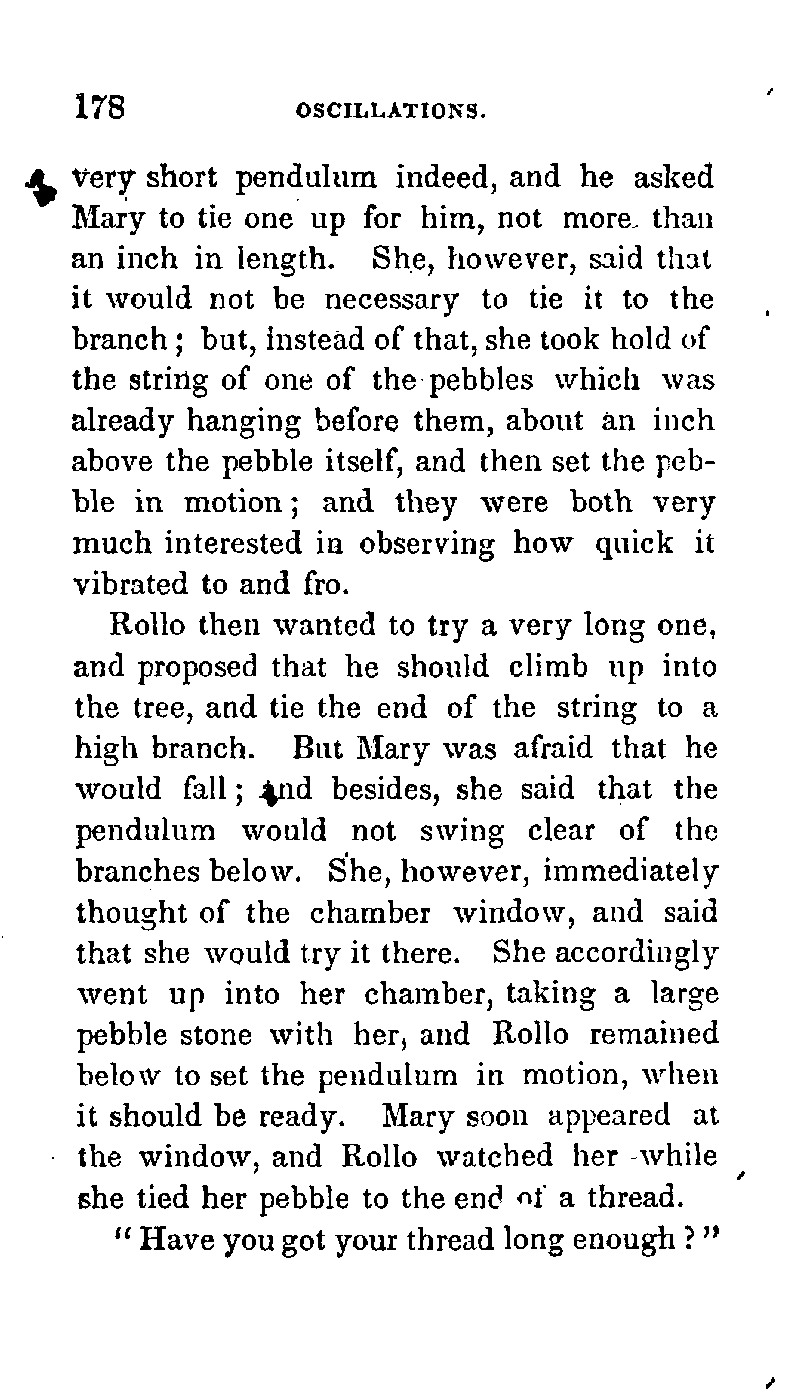 178 OSCILLATIONS.
very short pendulum indeed, and he asked
Mary to tie one up for him, not more than
an inch in length. She, however, said that
it would not be necessary to tie it to the
branch; but, instead of that, she took hold of
the string of one of the pebbles which was
already hanging before them, about an inch
above the pebble itself, and then set the peb-
ble in motion; and they were both very
much interested in observing how quick it
vibrated to and fro.
Rollo then wanted to try a very long one,
and proposed that he should climb up into
the tree, and tie the end of the string to a
high branch. But Mary was afraid that he
would fall; and besides, she said that the
pendulum would not swing clear of the
branches below. She, however, immediately
thought of the chamber window, and said
that she would try it there. She accordingly
went up into her chamber, taking a large
pebble stone with her, and Rollo remained
below to set the pendulum in motion, when
it should be ready. Mary soon appeared at
the window, and Rollo watched her while
she tied her pebble to the end of a thread.
"Have you got your thread long enough?"